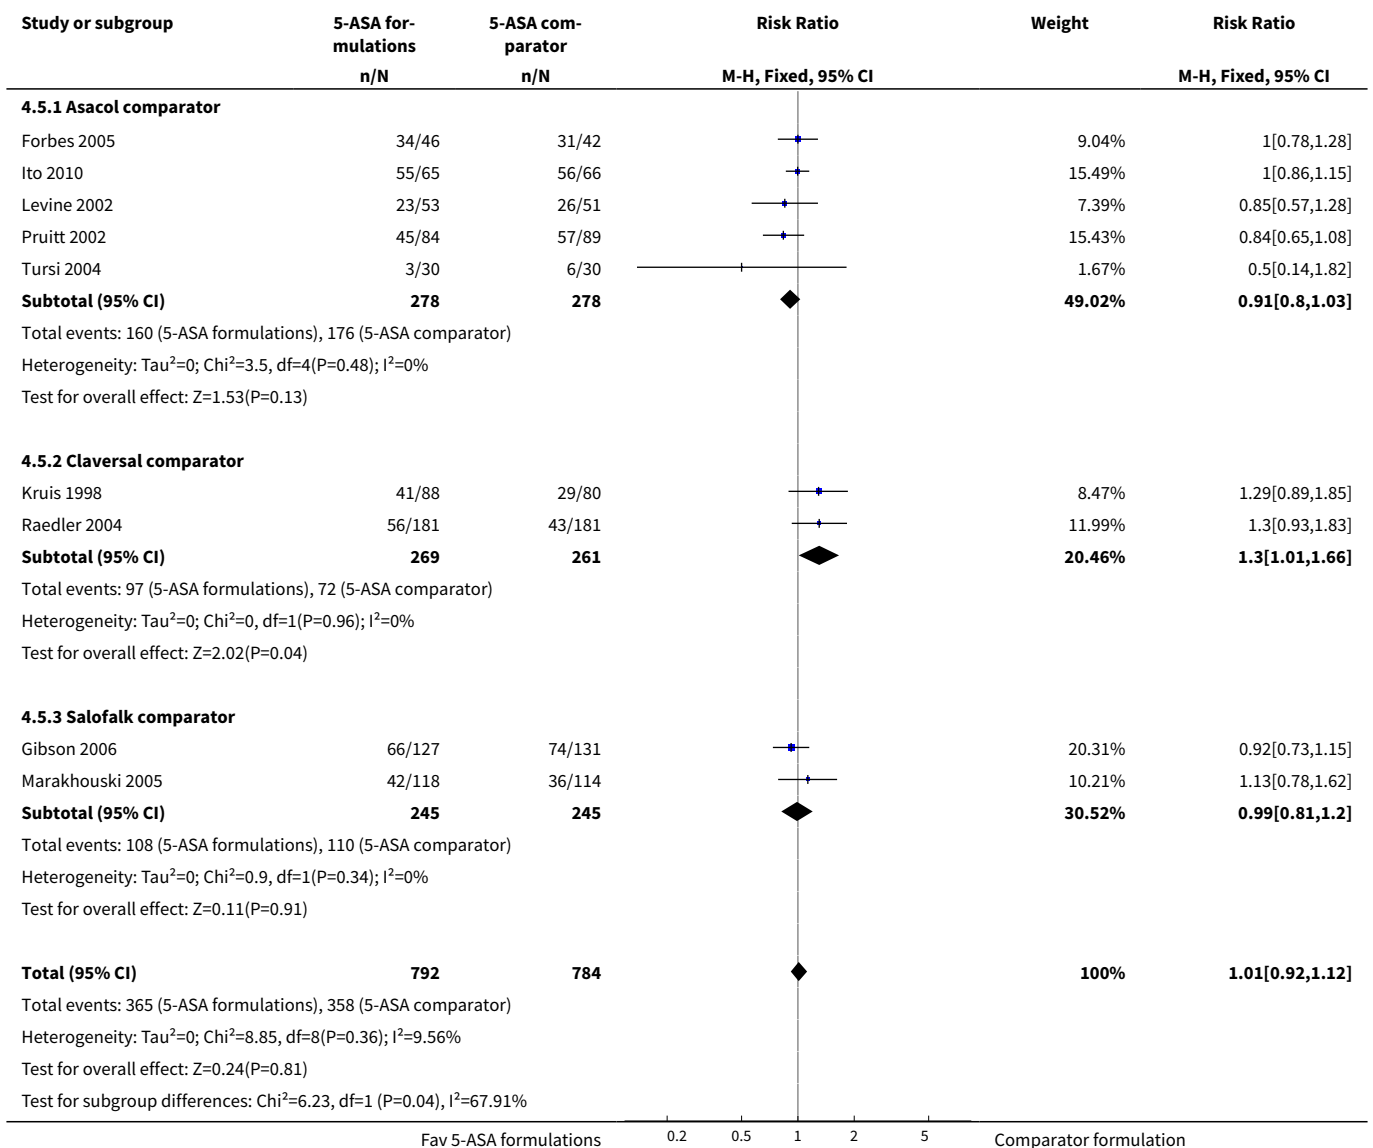 Study or subgroup 5-ASA for- 5-ASA com- Risk Ratio Weight Risk Ratio
mulations parator
n/N n/N M-H, Fixed, 95% CI M-H, Fixed, 95% CI
4.5.1 Asacol comparator
Forbes 2005 34/46 31/42 9.04% 1[0.78,1.28]
Ito 2010 55/65 56/66 15.49% 1[0.86,1.15]
Levine 2002 23/53 26/51 7.39% 0.85[0.57,1.28]
Pruitt 2002 45/84 57/89 15.43% 0.84[0.65,1.08]
Tursi 2004 3/30 6/30 1.67% 0.5[0.14,1.82]
Subtotal (95% CI) 278 278 49.02% 0.91[0.8,1.03]
Total events: 160 (5-ASA formulations), 176 (5-ASA comparator)
Heterogeneity: Tau²=0; Chi²=3.5, df=4(P=0.48); I²=0%
Test for overall effect: Z=1.53(P=0.13)
4.5.2 Claversal comparator
Kruis 1998 41/88 29/80 8.47% 1.29[0.89,1.85]
Raedler 2004 56/181 43/181 11.99% 1.3[0.93,1.83]
Subtotal (95% CI) 269 261 20.46% 1.3[1.01,1.66]
Total events: 97 (5-ASA formulations), 72 (5-ASA comparator)
Heterogeneity: Tau²=0; Chi²=0, df=1(P=0.96); I²=0%
Test for overall effect: Z=2.02(P=0.04)
4.5.3 Salofalk comparator
Gibson 2006 66/127 74/131 20.31% 0.92[0.73,1.15]
Marakhouski 2005 42/118 36/114 10.21% 1.13[0.78,1.62]
Subtotal (95% CI) 245 245 30.52% 0.99[0.81,1.2]
Total events: 108 (5-ASA formulations), 110 (5-ASA comparator)
Heterogeneity: Tau²=0; Chi²=0.9, df=1(P=0.34); I²=0%
Test for overall effect: Z=0.11(P=0.91)
Total (95% CI) 792 784 100% 1.01[0.92,1.12]
Total events: 365 (5-ASA formulations), 358 (5-ASA comparator)
Heterogeneity: Tau²=0; Chi²=8.85, df=8(P=0.36); I²=9.56%
Test for overall effect: Z=0.24(P=0.81)
Test for subgroup differences: Chi²=6.23, df=1 (P=0.04), I²=67.91%
Fav 5-ASA formulations 0.2 0.5 1 2 5 Comparator formulation